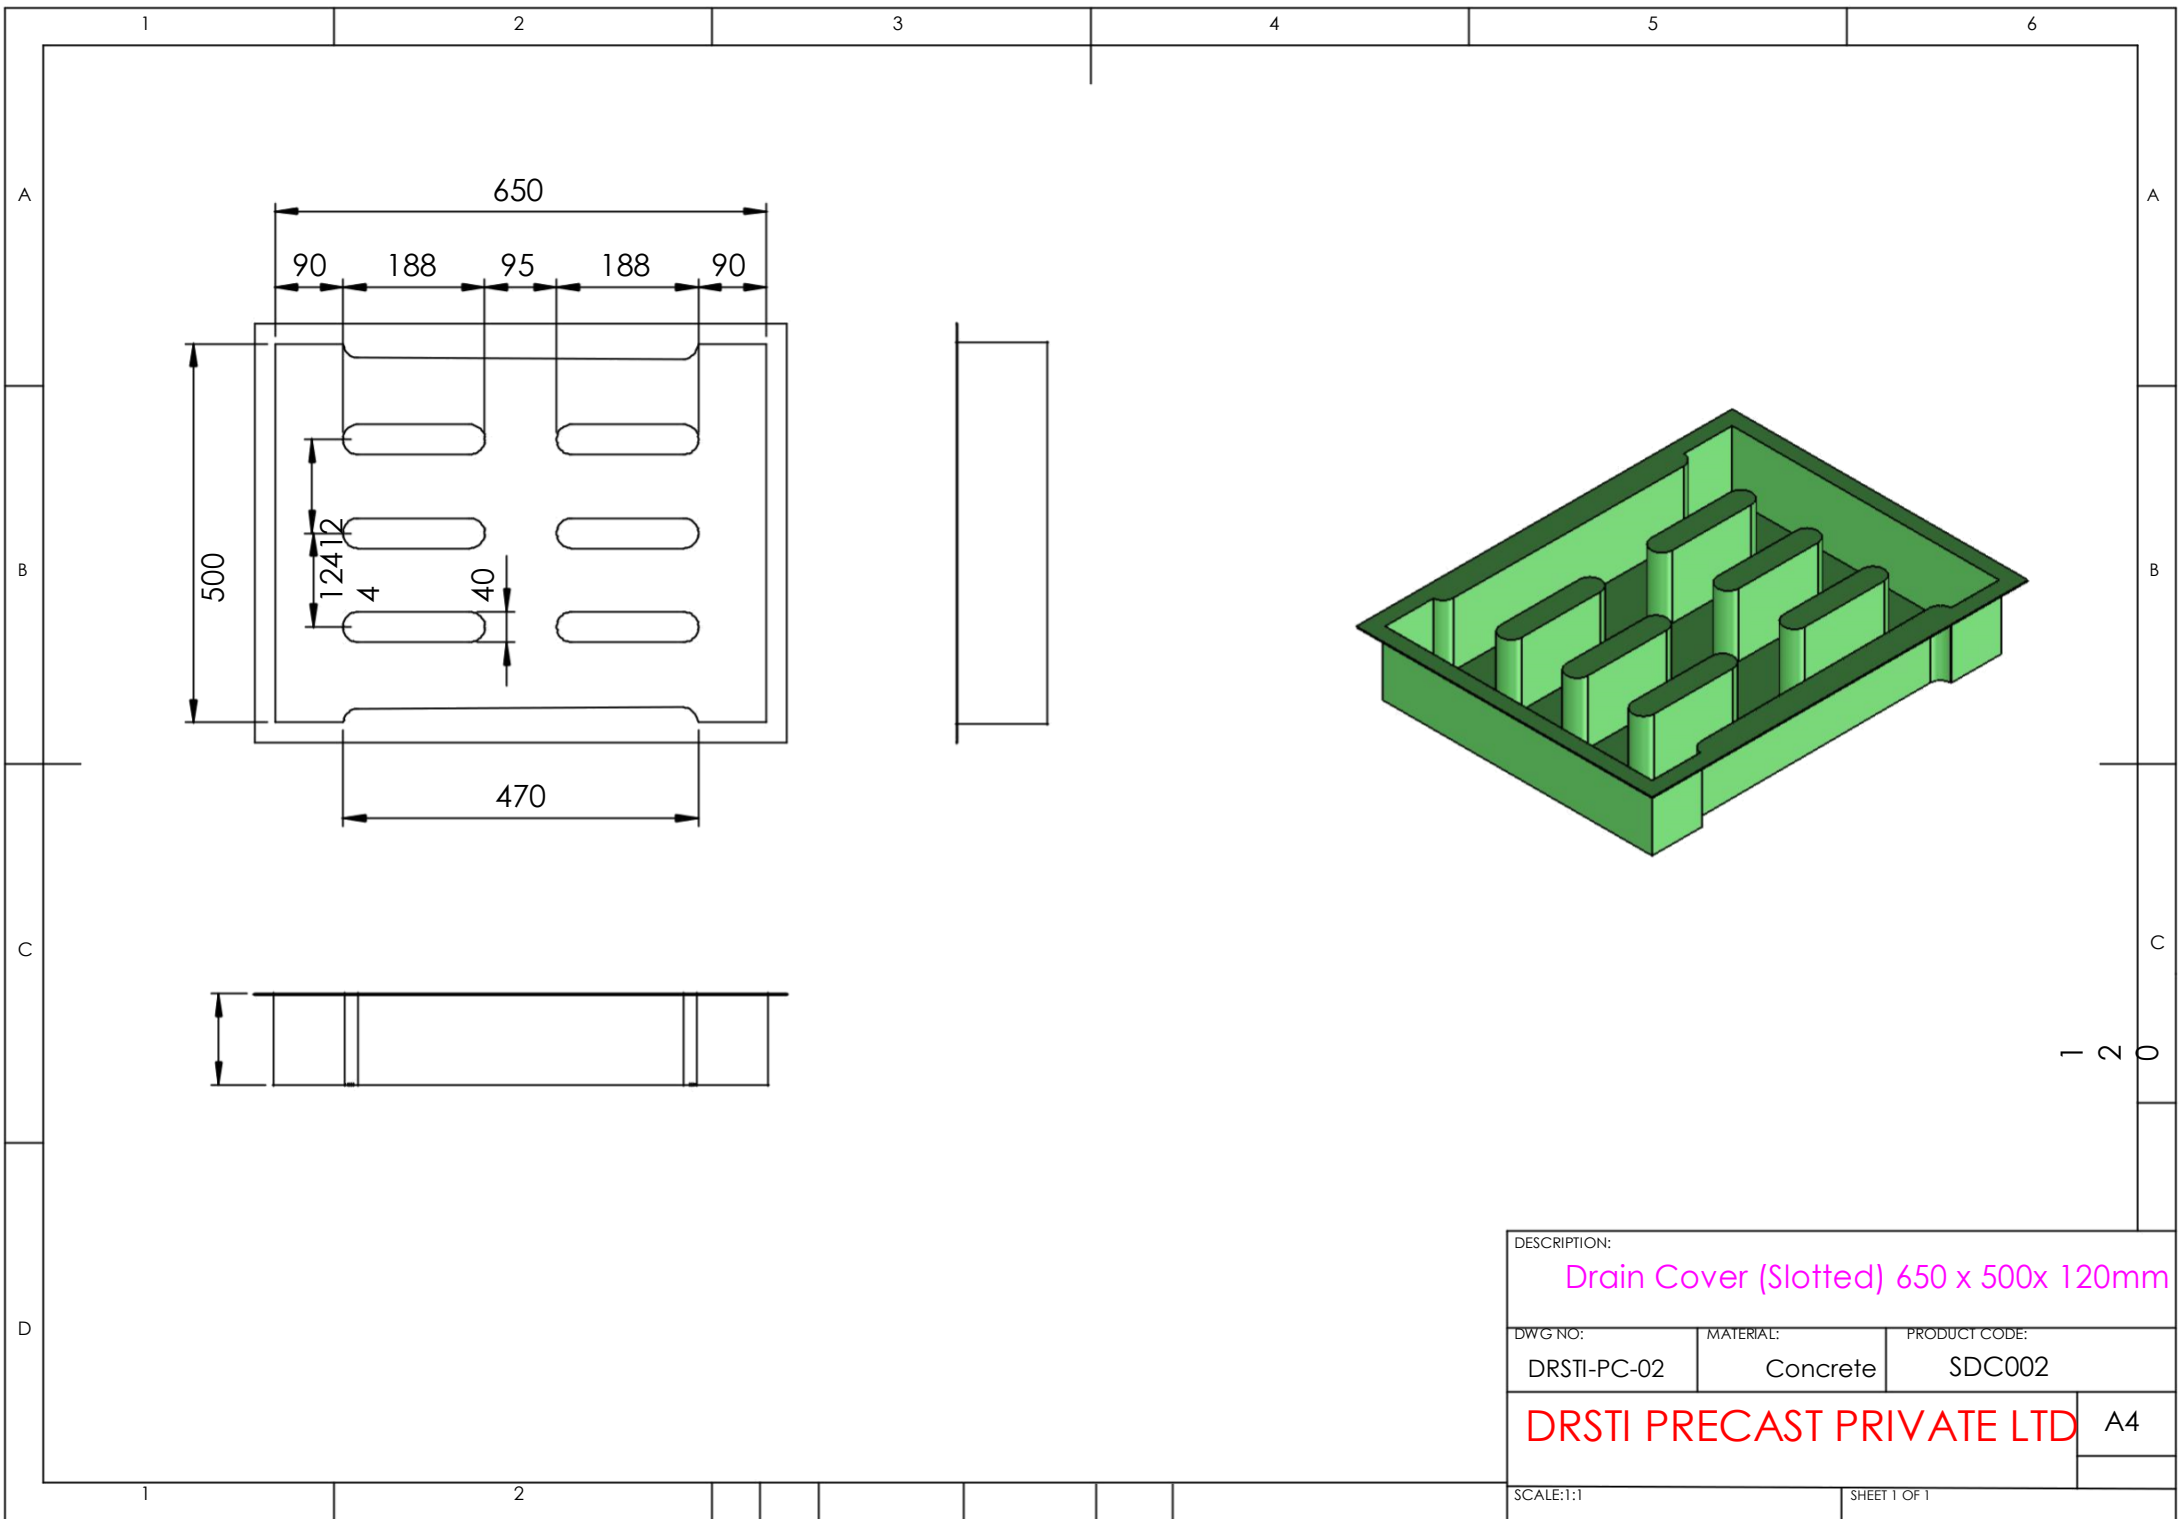 1 2 3 4 5 6
A A
650
90 188 95 188 90
B B
500
124
12
4
40
470
C C
120
D
DESCRIPTION:
Drain Cover (Slotted) 650 x 500x 120mm
DWG NO: MATERIAL: PRODUCT CODE:
DRSTI-PC-02 Concrete SDC002
DRSTI PRECAST PRIVATE LTD A4
SCALE:1:1 SHEET 1 OF 1
1 2